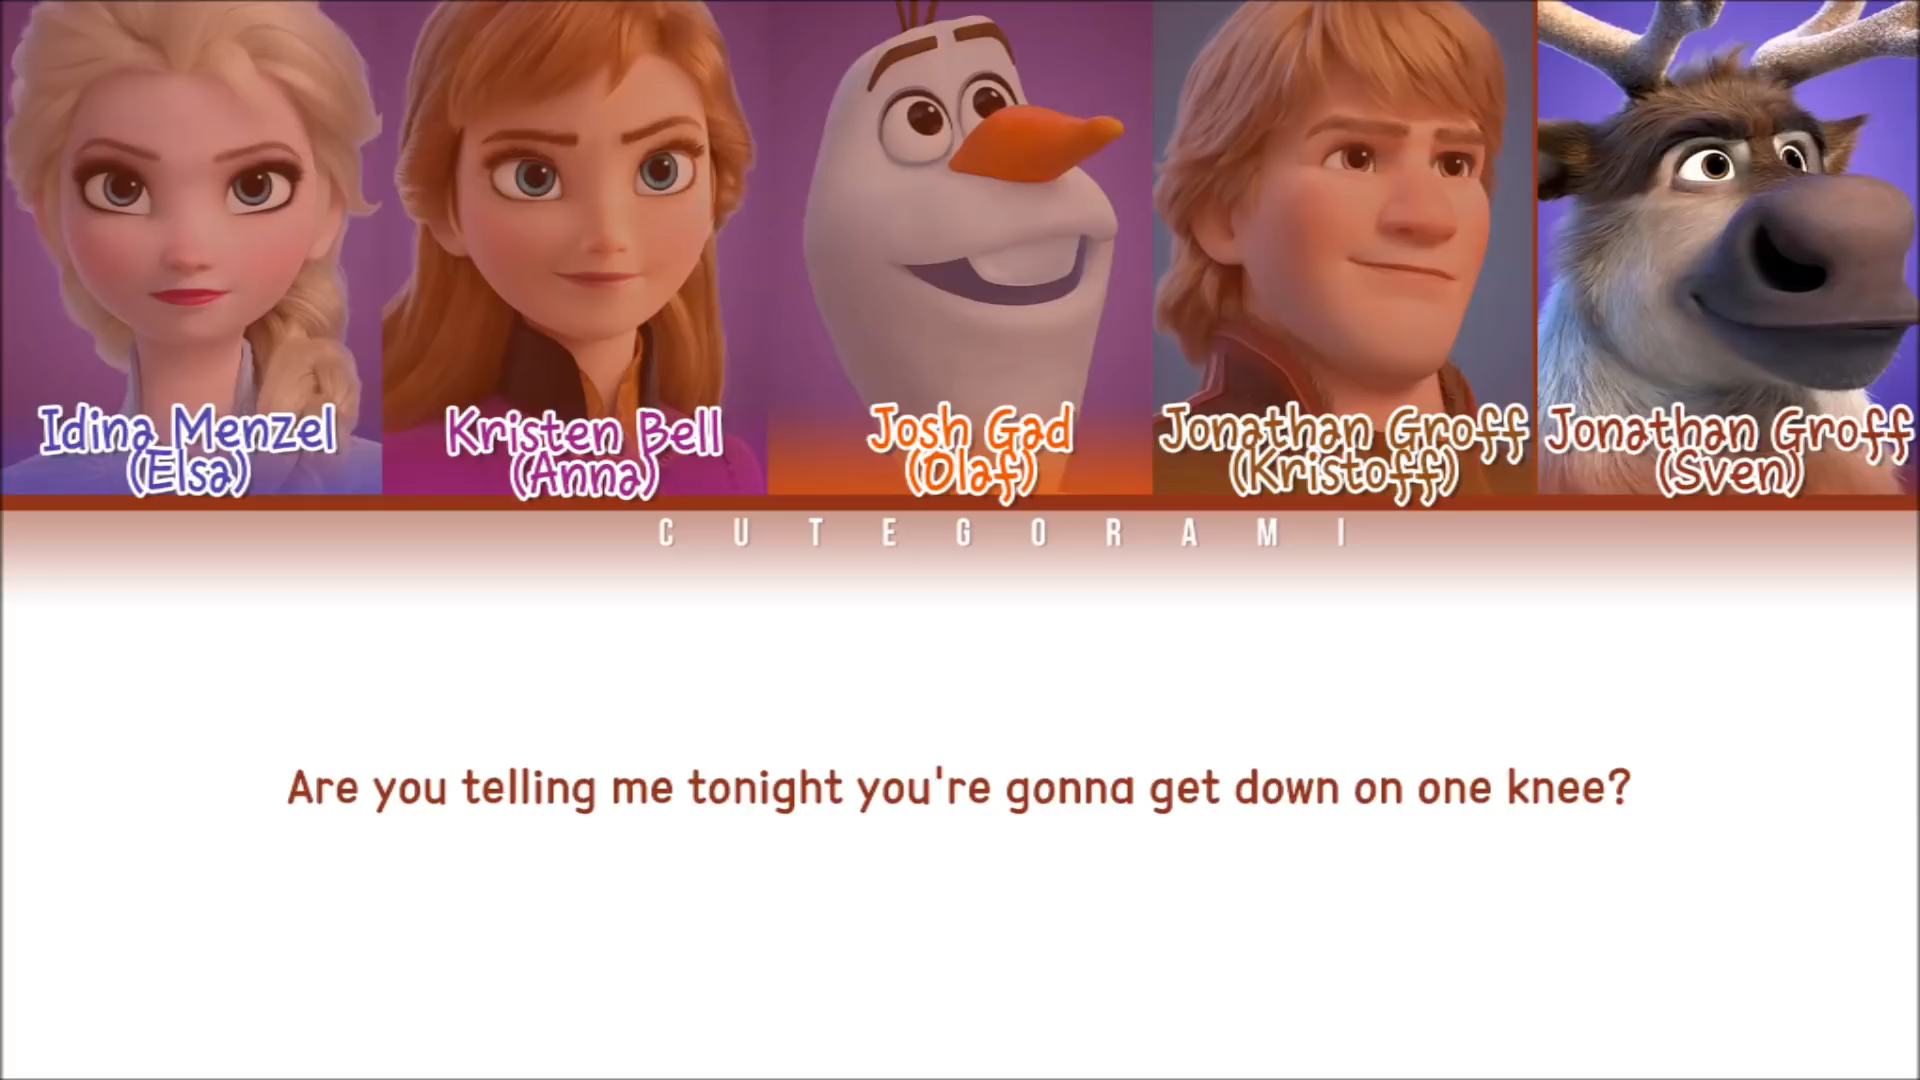 Idina Menzel
(Elsa)
Kristen Bell
(Anna)
Josh Gad
(Olaf)
Jonathan Groff
(Kristoff)
Jonathan Groff
(Sven)
CUTEGORAMI
Are you telling me tonight you're gonna get down on one knee?